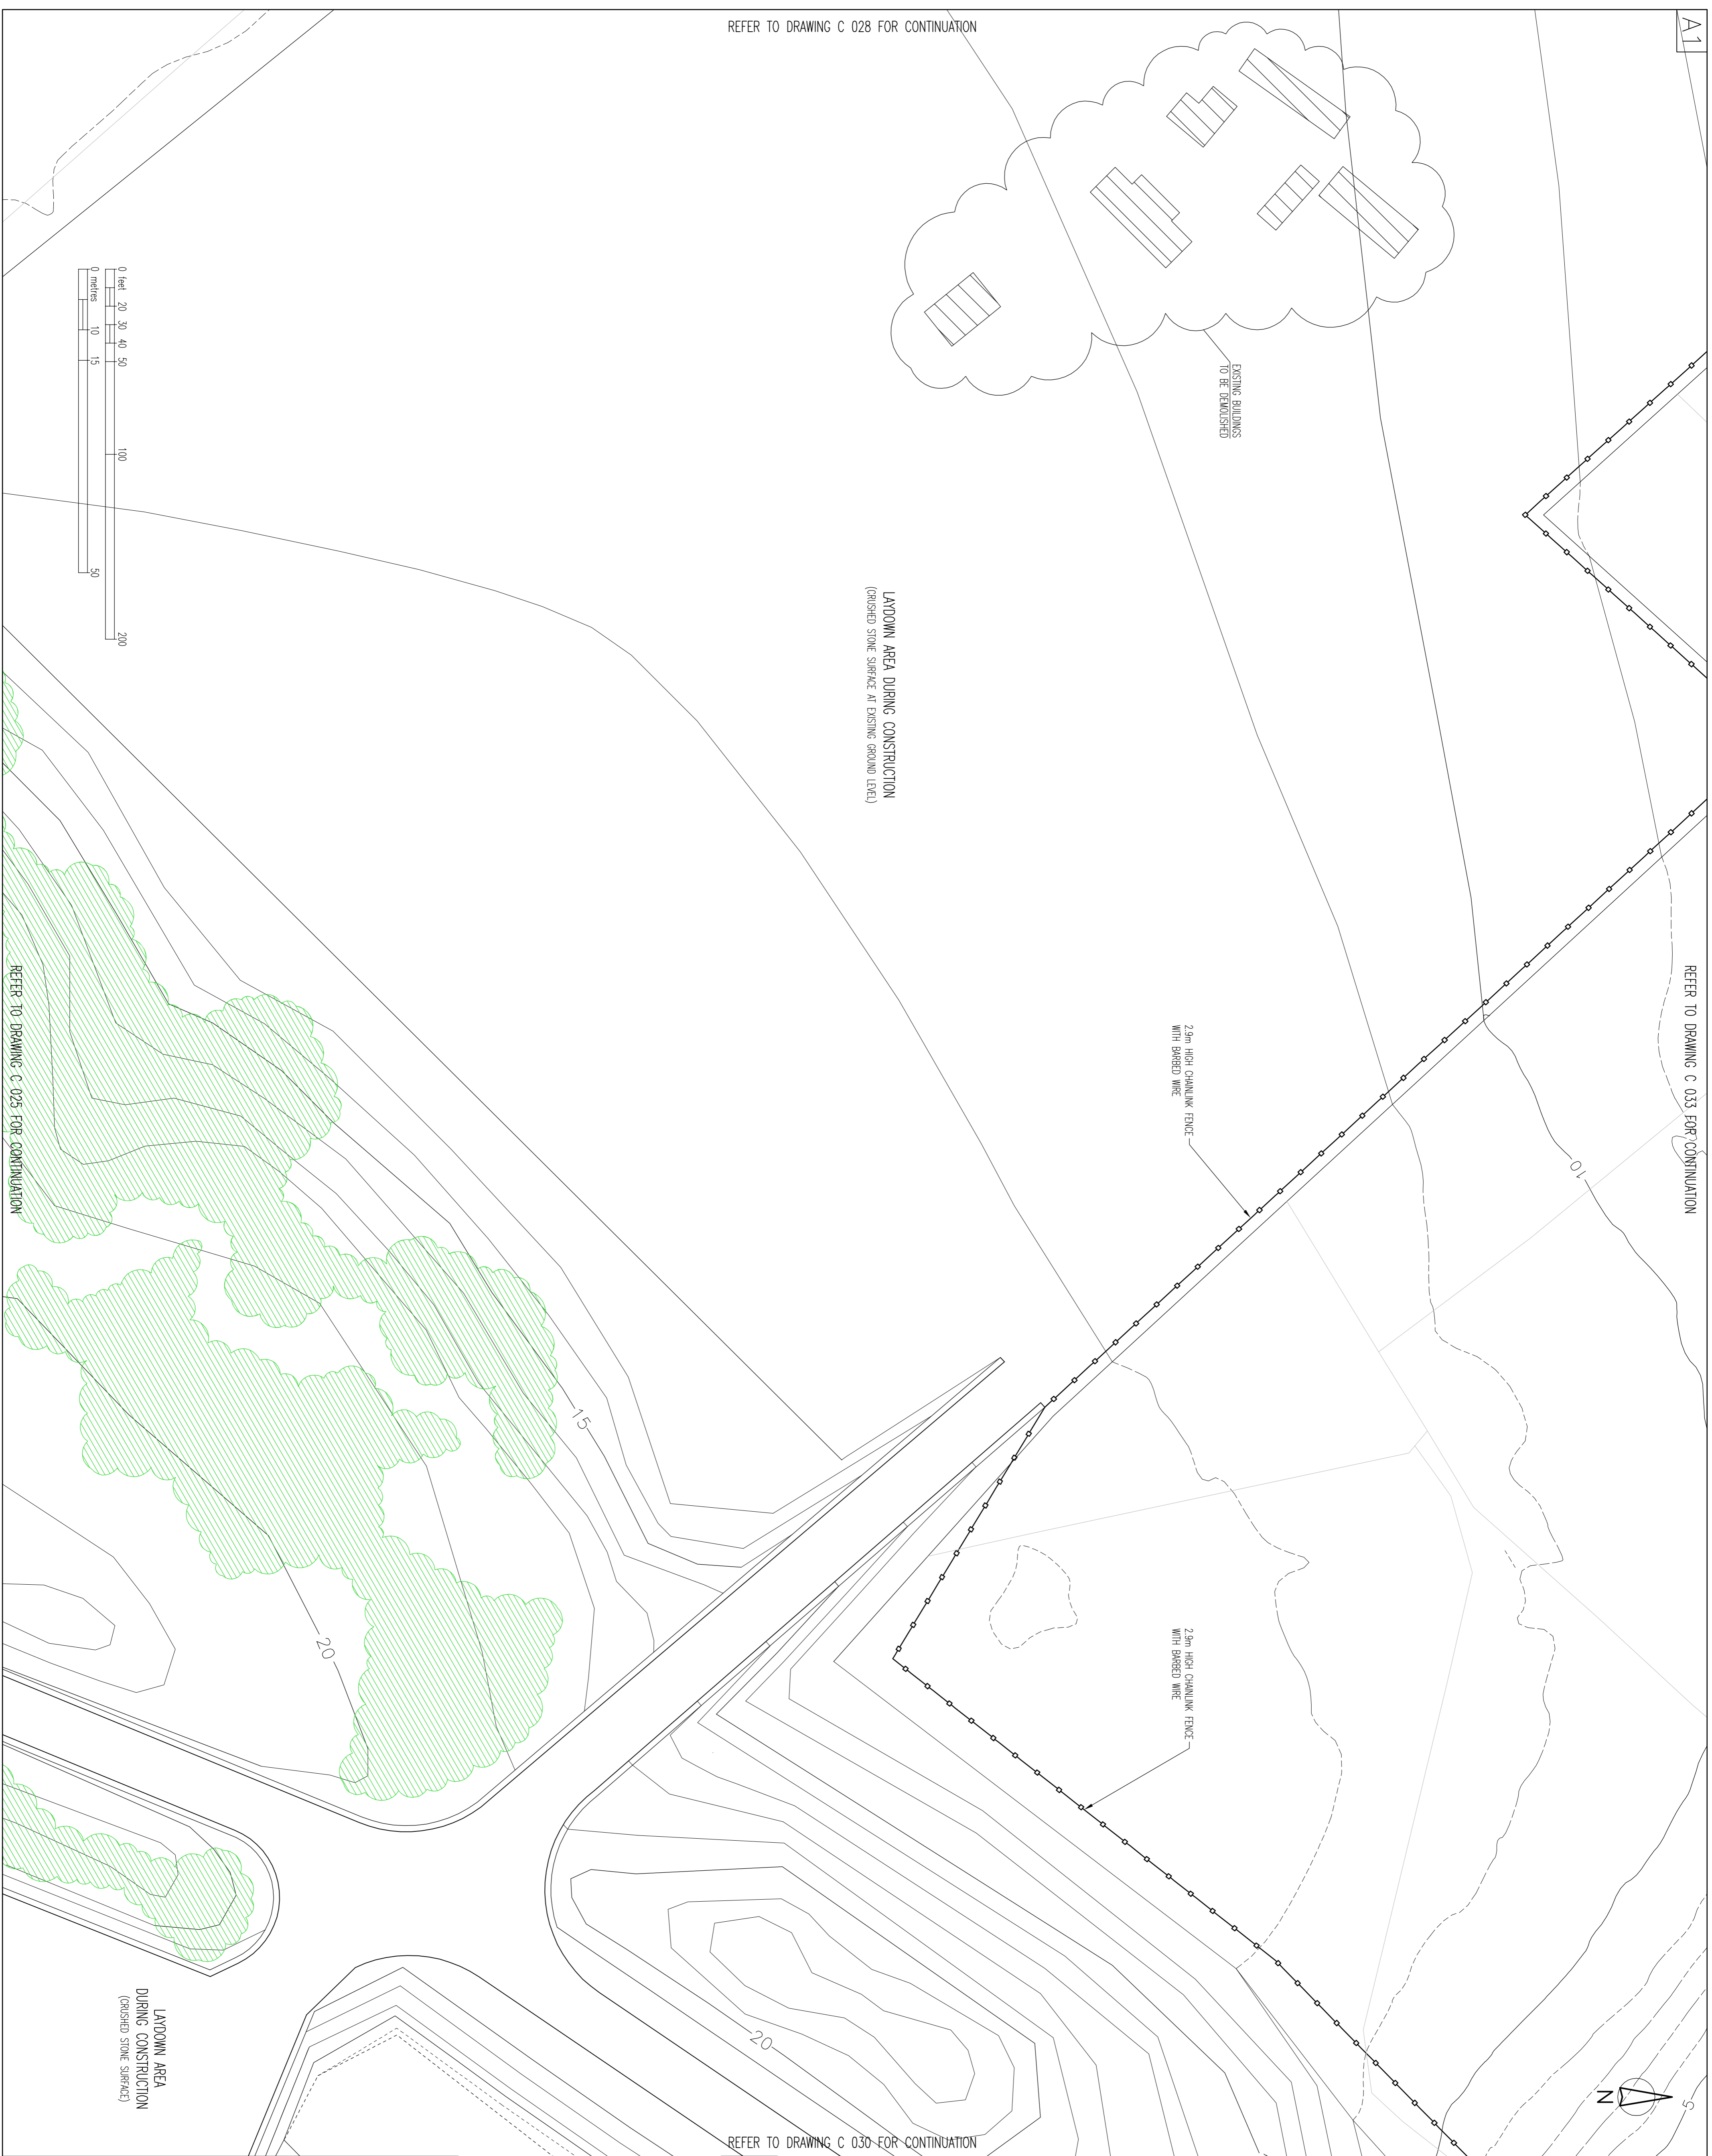 A1
REFER TO DRAWING C 028 FOR CONTINUATION
REFER TO DRAWING C 033 FOR CONTINUATION
EXISTING BUILDINGS
TO BE DEMOLISHED
0 feet 20 30 40 50 100 200
0 metres 10 15 50
LAYDOWN AREA DURING CONSTRUCTION
(CRUSHED STONE SURFACE AT EXISTING GROUND LEVEL)
2.9m HIGH CHAINLINK FENCE
WITH BARBED WIRE
10
2.9m HIGH CHAINLINK FENCE
WITH BARBED WIRE
15
20
20
5
N
LAYDOWN AREA
DURING CONSTRUCTION
(CRUSHED STONE SURFACE)
REFER TO DRAWING C 025 FOR CONTINUATION
REFER TO DRAWING C 030 FOR CONTINUATION